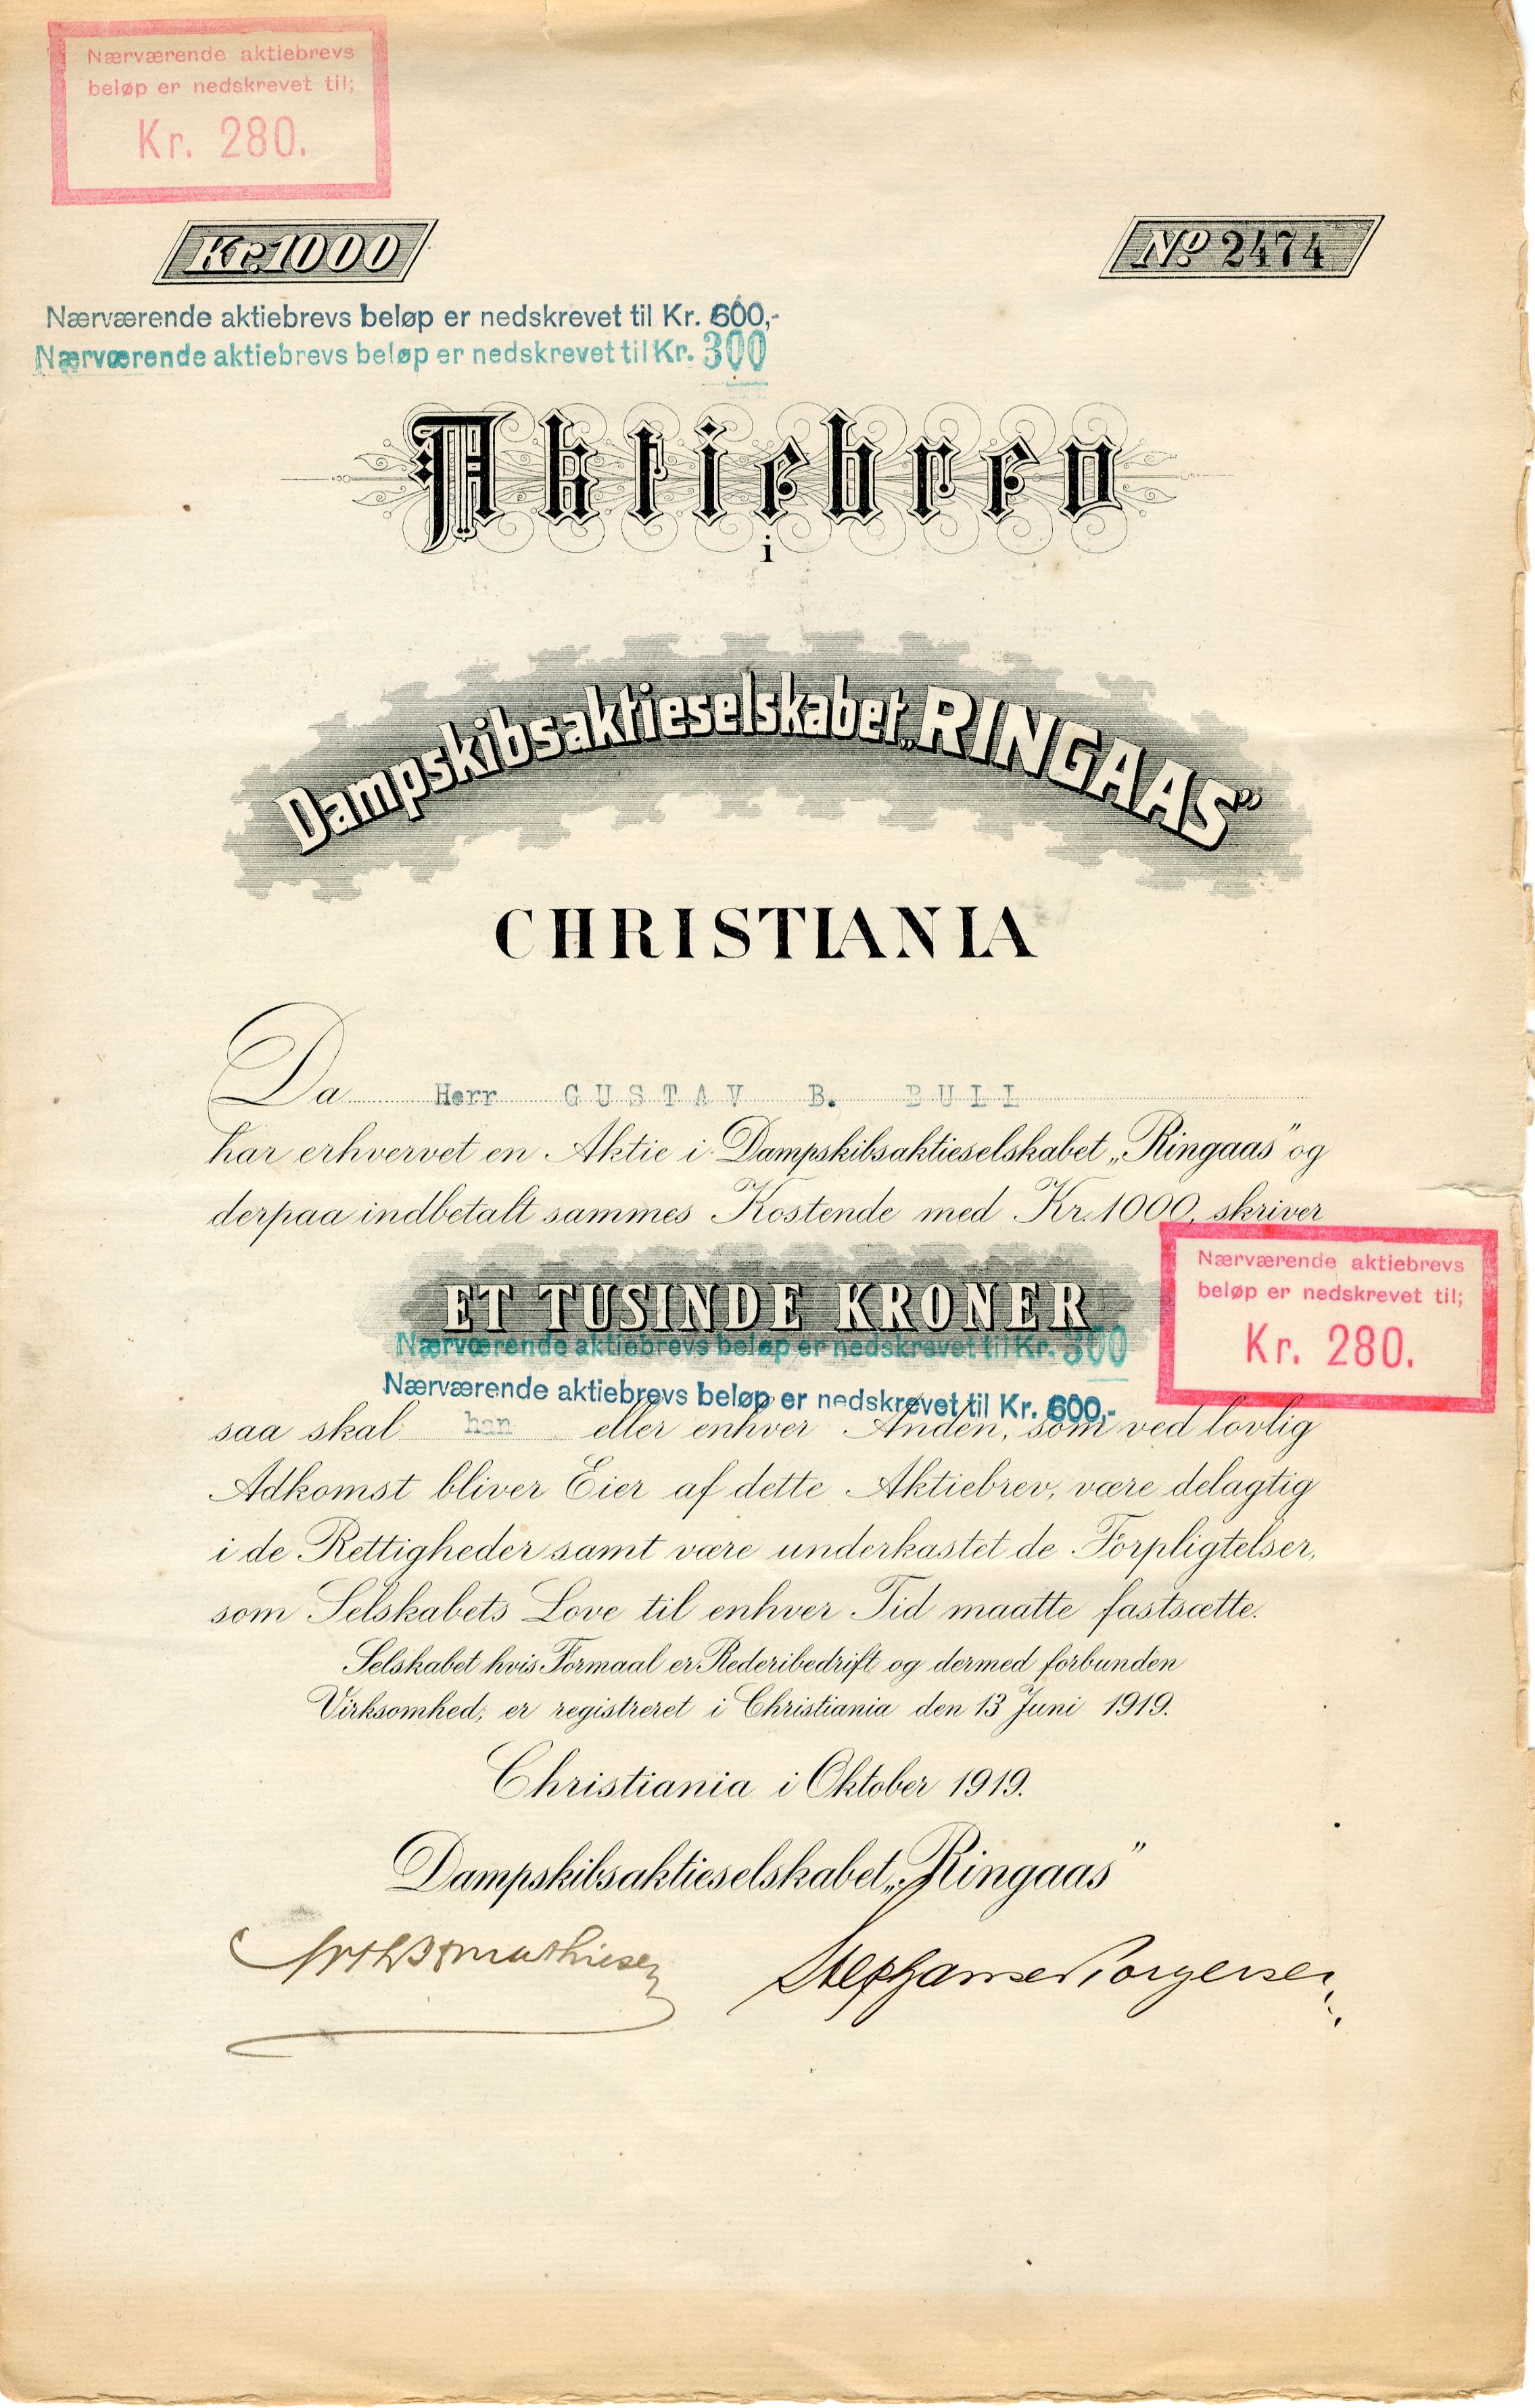 Nærværende aktiebrevs
beløp er nedskrevet til;
Kr. 280.
Kr. 1000
No 2474
Nærværende aktiebrevs beløp er nedskrevet til Kr. 600,-
Nærværende aktiebrevs beløp er nedskrevet til Kr. 300
Aktiebrev
i
Dampskibsaktieselskabet „RINGAAS”
CHRISTIANIA
Da Herr GUSTAV B. BULL
har erhvervet en Aktie i Dampskibsaktieselskabet „Ringaas” og
derpaa indbetalt sammes Kostende med Kr. 1000, skriver
ET TUSINDE KRONER
Nærværende aktiebrevs
beløp er nedskrevet til;
Kr. 280.
Nærværende aktiebrevs beløp er nedskrevet til Kr. 300
Nærværende aktiebrevs beløp er nedskrevet til Kr. 600,-
saa skal han eller enhver Anden, som ved lovlig
Adkomst bliver Eier af dette Aktiebrev, være delagtig
i de Rettigheder samt være underkastet de Forpligtelser,
som Selskabets Love til enhver Tid maatte fastsætte.
Selskabet hvis Formaal er Rederibedrift og dermed forbunden
Virksomhed, er registreret i Christiania den 13 Juni 1919.
Christiania i Oktober 1919.
Dampskibsaktieselskabet „Ringaas”
Mathiesen